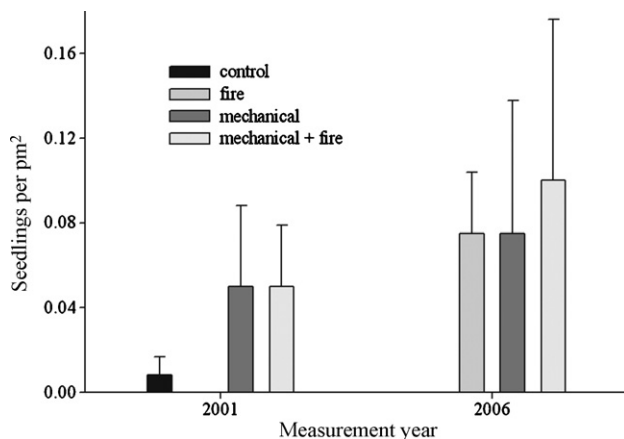 0.16
0.12
0.08
0.04
0.00
Seedlings per pm²
control
fire
mechanical
mechanical + fire
2001
2006
Measurement year